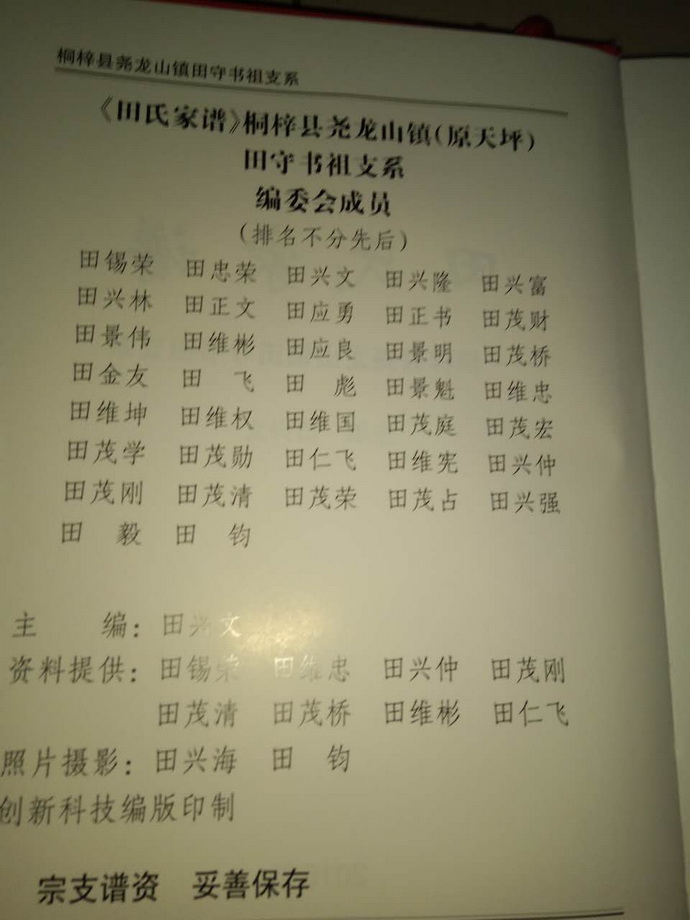 桐梓县尧龙山镇田守书祖支系
《田氏家谱》桐梓县尧龙山镇(原天坪)
田守书祖支系
编委会成员
(排名不分先后)
田锡荣 田忠荣 田兴文 田兴隆 田兴富
田兴林 田正文 田应勇 田正书 田茂财
田景伟 田维彬 田应良 田景明 田茂桥
田金友 田 飞 田 彪 田景魁 田维忠
田维坤 田维权 田维国 田茂庭 田茂宏
田茂学 田茂勋 田仁飞 田维宪 田兴仲
田茂刚 田茂清 田茂荣 田茂占 田兴强
田 毅 田 钧
主 编：田兴文
资料提供：田锡荣 田维忠 田兴仲 田茂刚
田茂清 田茂桥 田维彬 田仁飞
照片摄影：田兴海 田 钧
创新科技编版印制
宗支谱资 妥善保存